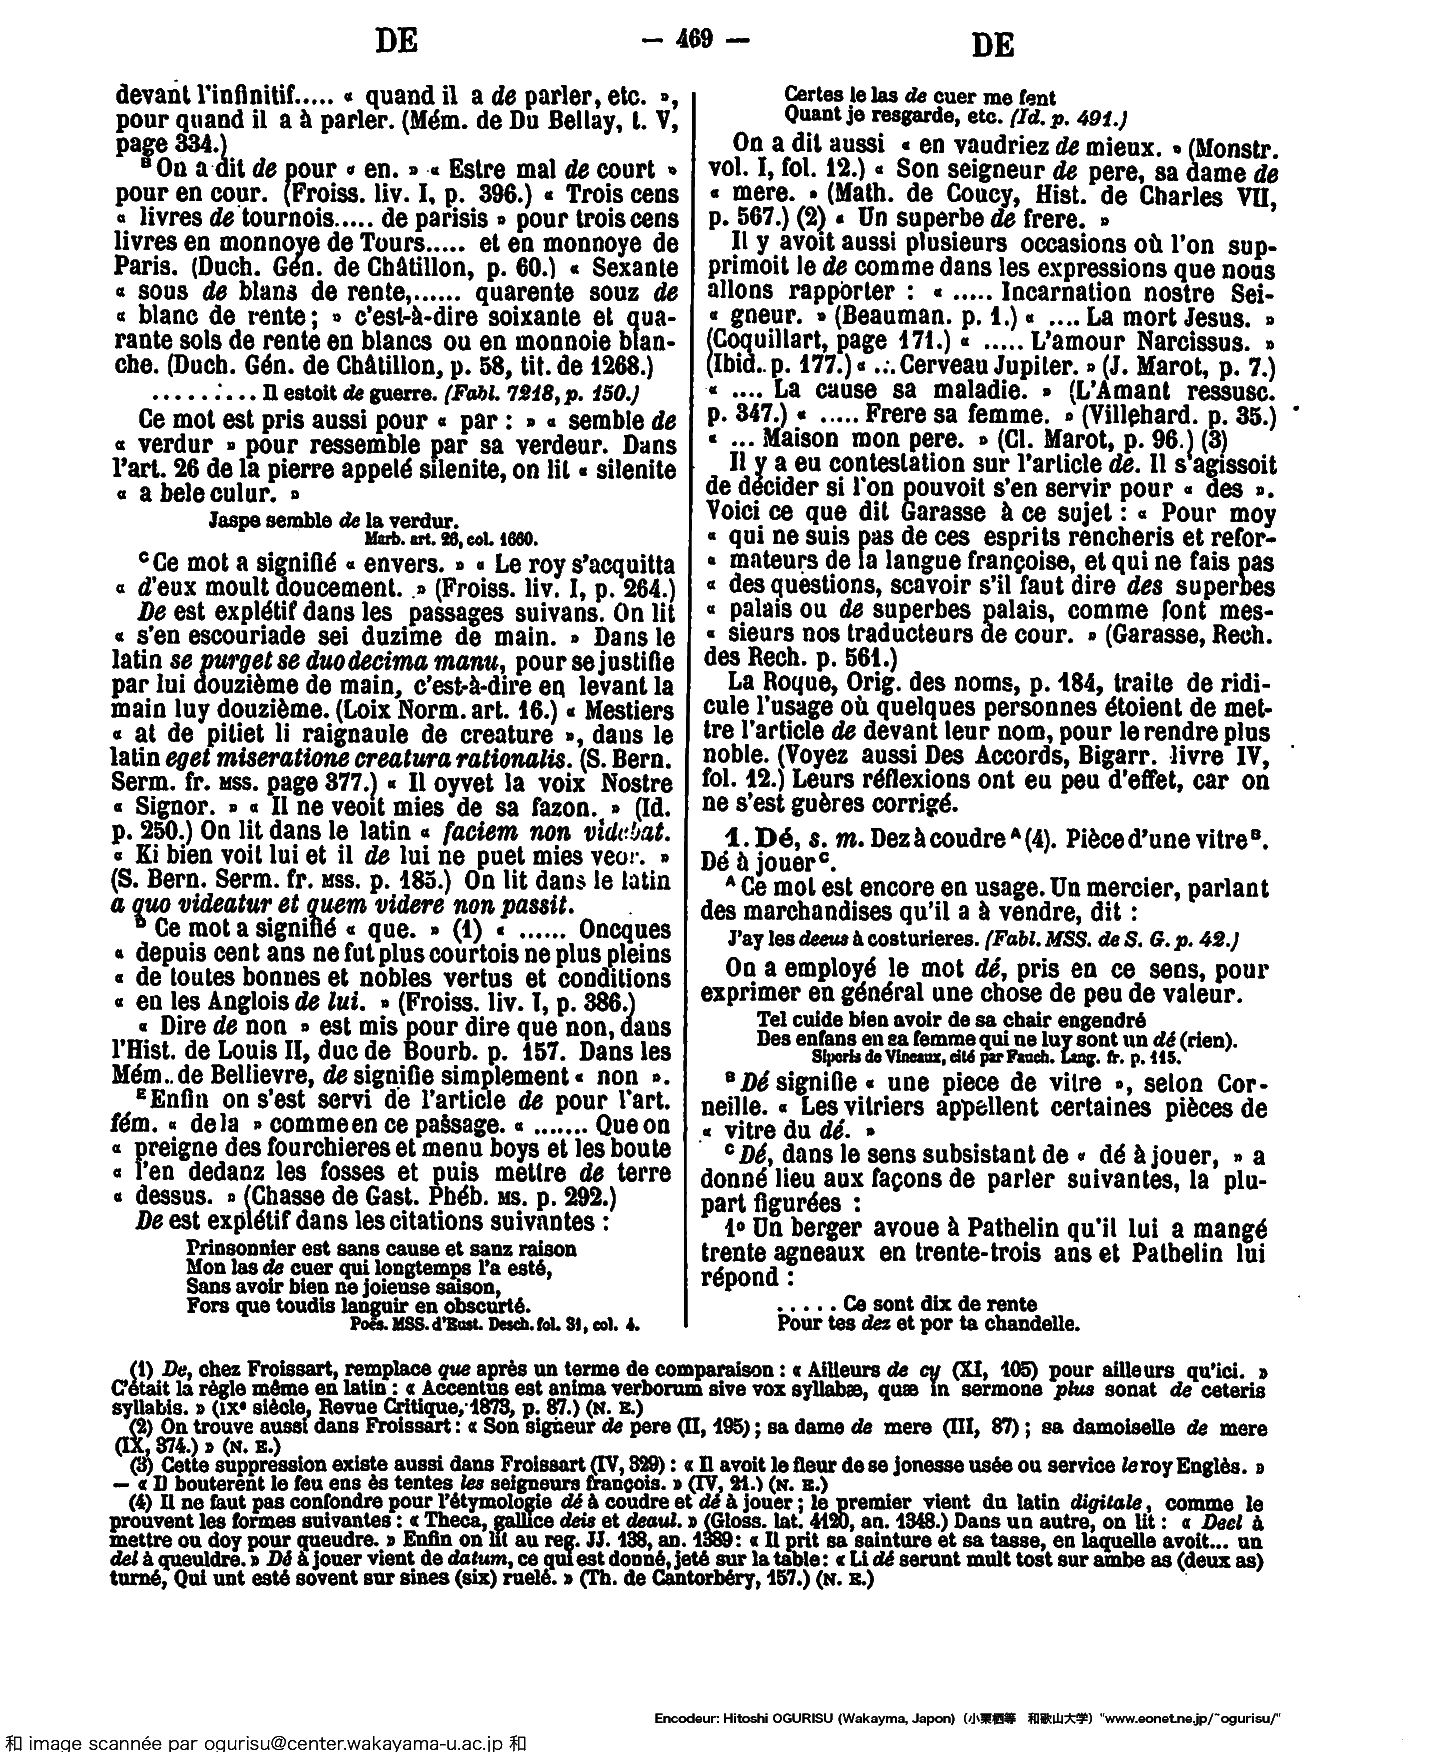 DE
— 469 —
DE
devant l'infinitif..... « quand il a de parler, etc. »,
pour quand il a à parler. (Mém. de Du Bellay, t. V,
page 334.)
B On a dit de pour « en. » « Estre mal de court »
pour en cour. (Froiss. liv. I, p. 396.) « Trois cens
« livres de tournois..... de parisis » pour trois cens
livres en monnoye de Tours..... et en monnoye de
Paris. (Duch. Gén. de Châtillon, p. 60.) « Sexante
« sous de blans de rente,...... quarente souz de
« blanc de rente; » c'est-à-dire soixante et qua-
rante sols de rente en blancs ou en monnoie blan-
che. (Duch. Gén. de Châtillon, p. 58, tit. de 1268.)
.......... Il estoit de guerre. (Fabl. 7218, p. 150.)
Ce mot est pris aussi pour « par : » « semble de
« verdur » pour ressemble par sa verdeur. Dans
l'art. 26 de la pierre appelé silenite, on lit « silenite
« a bele culur. »
Jaspe semble de la verdur.
Marb. art. 26, col. 1660.
C Ce mot a signifié « envers. » « Le roy s'acquitta
« d'eux moult doucement. » (Froiss. liv. I, p. 264.)
De est explétif dans les passages suivans. On lit
« s'en escouriade sei duzime de main. » Dans le
latin se purget se duodecima manu, pour se justifie
par lui douzième de main, c'est-à-dire en levant la
main luy douzième. (Loix Norm. art. 16.) « Mestiers
« at de pitiet li raignaule de creature », dans le
latin eget miseratione creatura rationalis. (S. Bern.
Serm. fr. MSS. page 377.) « Il oyvet la voix Nostre
« Signor. » « Il ne veoit mies de sa fazon. » (Id.
p. 250.) On lit dans le latin « faciem non videbat.
« Ki bien voit lui et il de lui ne puet mies veor. »
(S. Bern. Serm. fr. MSS. p. 185.) On lit dans le latin
a quo videatur et quem videre non passit.
D Ce mot a signifié « que. » (1) « ...... Oncques
« depuis cent ans ne fut plus courtois ne plus pleins
« de toutes bonnes et nobles vertus et conditions
« en les Anglois de lui. » (Froiss. liv. I, p. 386.)
« Dire de non » est mis pour dire que non, dans
l'Hist. de Louis II, duc de Bourb. p. 157. Dans les
Mém. de Bellievre, de signifie simplement « non ».
E Enfin on s'est servi de l'article de pour l'art.
fém. « de la » comme en ce passage. « ....... Que on
« preigne des fourchieres et menu boys et les boute
« l'en dedanz les fosses et puis mettre de terre
« dessus. » (Chasse de Gast. Phéb. MS. p. 292.)
De est explétif dans les citations suivantes :
Prinsonnier est sans cause et sanz raison
Mon las de cuer qui longtemps l'a esté,
Sans avoir bien ne joieuse saison,
Fors que toudis languir en obscurté.
Poés. MSS. d'Eust. Desch. fol. 31, col. 4.
Certes le las de cuer me fent
Quant je resgarde, etc. (Id. p. 491.)
On a dit aussi « en vaudriez de mieux. » (Monstr.
vol. I, fol. 12.) « Son seigneur de pere, sa dame de
« mere. » (Math. de Coucy, Hist. de Charles VII,
p. 567.) (2) « Un superbe de frere. »
Il y avoit aussi plusieurs occasions où l'on sup-
primoit le de comme dans les expressions que nous
allons rapporter : « ..... Incarnation nostre Sei-
« gneur. » (Beauman. p. 1.) « .... La mort Jesus. »
(Coquillart, page 171.) « ..... L'amour Narcissus. »
(Ibid. p. 177.) « ... Cerveau Jupiter. » (J. Marot, p. 7.)
« .... La cause sa maladie. » (L'Amant ressusc.
p. 347.) « ..... Frere sa femme. » (Villehard. p. 35.)
« ... Maison mon pere. » (Cl. Marot, p. 96.) (3)
Il y a eu contestation sur l'article de. Il s'agissoit
de décider si l'on pouvoit s'en servir pour « des ».
Voici ce que dit Garasse à ce sujet : « Pour moy
« qui ne suis pas de ces esprits rencheris et refor-
« mateurs de la langue françoise, et qui ne fais pas
« des questions, scavoir s'il faut dire des superbes
« palais ou de superbes palais, comme font mes-
« sieurs nos traducteurs de cour. » (Garasse, Rech.
des Rech. p. 561.)
La Roque, Orig. des noms, p. 184, traite de ridi-
cule l'usage où quelques personnes étoient de met-
tre l'article de devant leur nom, pour le rendre plus
noble. (Voyez aussi Des Accords, Bigarr. livre IV,
fol. 12.) Leurs réflexions ont eu peu d'effet, car on
ne s'est guères corrigé.
1. Dé, s. m. Dez à coudre A (4). Pièce d'une vitre B.
Dé à jouer C.
A Ce mot est encore en usage. Un mercier, parlant
des marchandises qu'il a à vendre, dit :
J'ay les deeus à costurieres. (Fabl. MSS. de S. G. p. 42.)
On a employé le mot dé, pris en ce sens, pour
exprimer en général une chose de peu de valeur.
Tel cuide bien avoir de sa chair engendré
Des enfans en sa femme qui ne luy sont un dé (rien).
Siperis de Vineaux, cité par Fauch. Lang. fr. p. 115.
B Dé signifie « une piece de vitre », selon Cor-
neille. « Les vitriers appellent certaines pièces de
« vitre du dé. »
C Dé, dans le sens subsistant de « dé à jouer, » a
donné lieu aux façons de parler suivantes, la plu-
part figurées :
1º Un berger avoue à Pathelin qu'il lui a mangé
trente agneaux en trente-trois ans et Pathelin lui
répond :
..... Ce sont dix de rente
Pour tes dez et por ta chandelle.
(1) De, chez Froissart, remplace que après un terme de comparaison : « Ailleurs de cy (XI, 105) pour ailleurs qu'ici. »
C'était la règle même en latin : « Accentus est anima verborum sive vox syllabæ, quæ in sermone plus sonat de ceteris
syllabis. » (IXe siècle, Revue Critique, 1873, p. 87.) (N. E.)
(2) On trouve aussi dans Froissart : « Son signeur de pere (II, 195) ; sa dame de mere (III, 87) ; sa damoiselle de mere
(IX, 374.) » (N. E.)
(3) Cette suppression existe aussi dans Froissart (IV, 329) : « Il avoit le fleur de se jonesse usée ou service le roy Englès. »
— « Il bouterent le feu ens ès tentes les seigneurs françois. » (IV, 21.) (N. E.)
(4) Il ne faut pas confondre pour l'étymologie dé à coudre et dé à jouer ; le premier vient du latin digitale, comme le
prouvent les formes suivantes : « Theca, gallice deis et deaul. » (Gloss. lat. 4120, an. 1348.) Dans un autre, on lit : « Deel à
mettre ou doy pour queudre. » Enfin on lit au reg. JJ. 138, an. 1389: « Il prit sa sainture et sa tasse, en laquelle avoit... un
del à queuldre. » Dé à jouer vient de datum, ce qui est donné, jeté sur la table: « Li dé serunt mult tost sur ambe as (deux as)
turné, Qui unt esté sovent sur sines (six) ruelé. » (Th. de Cantorbéry, 157.) (N. E.)
Encodeur: Hitoshi OGURISU (Wakayma, Japon)（小栗栖等　和歌山大学）"www.eonet.ne.jp/~ogurisu/"
和 image scannée par ogurisu@center.wakayama-u.ac.jp 和